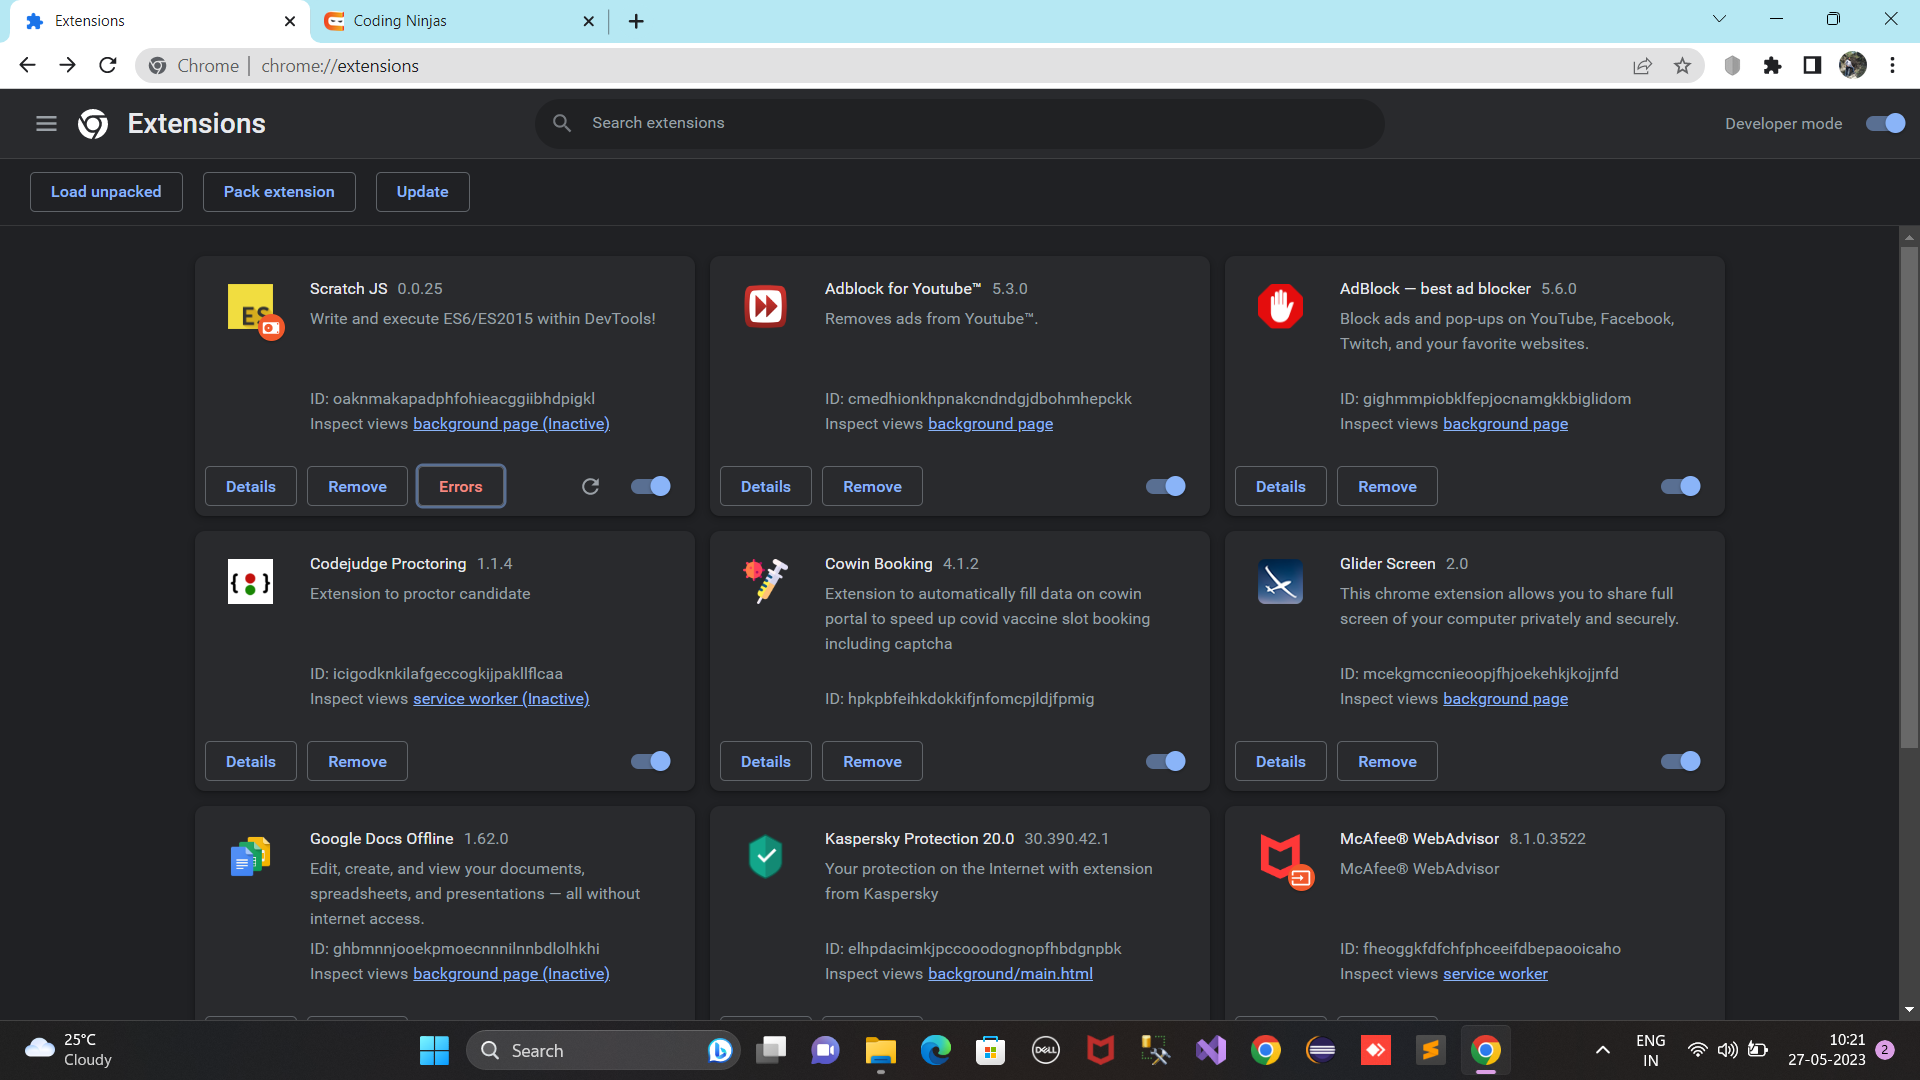 Extensions
Coding Ninjas
Chrome
chrome://extensions
Extensions
Search extensions
Developer mode
Load unpacked
Pack extension
Update
ES
Scratch JS 0.0.25
Write and execute ES6/ES2015 within DevTools!
ID: oaknmakapadphfohieacggiibhdpigkl
Inspect views background page (Inactive)
Details
Remove
Errors
Adblock for Youtube™ 5.3.0
Removes ads from Youtube™.
ID: cmedhionkhpnakcndndgjdbohmhepckk
Inspect views background page
Details
Remove
AdBlock — best ad blocker 5.6.0
Block ads and pop-ups on YouTube, Facebook,
Twitch, and your favorite websites.
ID: gighmmpiobklfepjocnamgkkbiglidom
Inspect views background page
Details
Remove
Codejudge Proctoring 1.1.4
Extension to proctor candidate
ID: icigodknkilafgeccogkijpakllflcaa
Inspect views service worker (Inactive)
Details
Remove
Cowin Booking 4.1.2
Extension to automatically fill data on cowin
portal to speed up covid vaccine slot booking
including captcha
ID: hpkpbfeihkdokkifjnfomcpjldjfpmig
Details
Remove
Glider Screen 2.0
This chrome extension allows you to share full
screen of your computer privately and securely.
ID: mcekgmccnieoopjfhjoekehkjkojjnfd
Inspect views background page
Details
Remove
Google Docs Offline 1.62.0
Edit, create, and view your documents,
spreadsheets, and presentations — all without
internet access.
ID: ghbmnnjooekpmoecnnnilnnbdlolhkhi
Inspect views background page (Inactive)
Kaspersky Protection 20.0 30.390.42.1
Your protection on the Internet with extension
from Kaspersky
ID: elhpdacimkjpccooodognopfhbdgnpbk
Inspect views background/main.html
McAfee® WebAdvisor 8.1.0.3522
McAfee® WebAdvisor
ID: fheoggkfdfchfphceeifdbepaooicaho
Inspect views service worker
25°C
Cloudy
Search
DELL
ENG
IN
10:21
27-05-2023
2